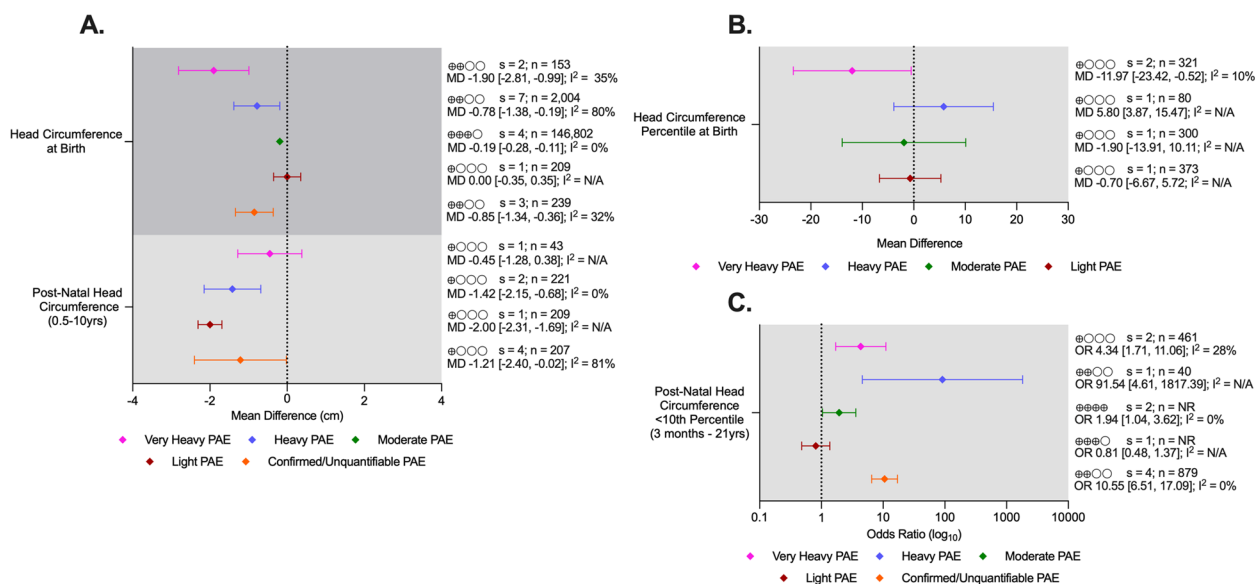 A.
Head Circumference
at Birth
⊕⊕○○ s = 2; n = 153
MD -1.90 [-2.81, -0.99]; I² = 35%
⊕⊕○○ s = 7; n = 2,004
MD -0.78 [-1.38, -0.19]; I² = 80%
⊕⊕⊕○ s = 4; n = 146,802
MD -0.19 [-0.28, -0.11]; I² = 0%
⊕○○○ s = 1; n = 209
MD 0.00 [-0.35, 0.35]; I² = N/A
⊕⊕○○ s = 3; n = 239
MD -0.85 [-1.34, -0.36]; I² = 32%
Post-Natal Head
Circumference
(0.5-10yrs)
⊕○○○ s = 1; n = 43
MD -0.45 [-1.28, 0.38]; I² = N/A
⊕○○○ s = 2; n = 221
MD -1.42 [-2.15, -0.68]; I² = 0%
⊕○○○ s = 1; n = 209
MD -2.00 [-2.31, -1.69]; I² = N/A
⊕○○○ s = 4; n = 207
MD -1.21 [-2.40, -0.02]; I² = 81%
-4 -2 0 2 4
Mean Difference (cm)
Very Heavy PAE Heavy PAE Moderate PAE
Light PAE Confirmed/Unquantifiable PAE
B.
Head Circumference
Percentile at Birth
⊕○○○ s = 2; n = 321
MD -11.97 [-23.42, -0.52]; I² = 10%
⊕○○○ s = 1; n = 80
MD 5.80 [3.87, 15.47]; I² = N/A
⊕○○○ s = 1; n = 300
MD -1.90 [-13.91, 10.11]; I² = N/A
⊕○○○ s = 1; n = 373
MD -0.70 [-6.67, 5.72]; I² = N/A
-30 -20 -10 0 10 20 30
Mean Difference
Very Heavy PAE Heavy PAE Moderate PAE Light PAE
C.
Post-Natal Head
Circumference
<10th Percentile
(3 months - 21yrs)
⊕○○○ s = 2; n = 461
OR 4.34 [1.71, 11.06]; I² = 28%
⊕⊕○○ s = 1; n = 40
OR 91.54 [4.61, 1817.39]; I² = N/A
⊕⊕⊕⊕ s = 2; n = NR
OR 1.94 [1.04, 3.62]; I² = 0%
⊕⊕⊕○ s = 1; n = NR
OR 0.81 [0.48, 1.37]; I² = N/A
⊕⊕○○ s = 4; n = 879
OR 10.55 [6.51, 17.09]; I² = 0%
0.1 1 10 100 1000 10000
Odds Ratio (log₁₀)
Very Heavy PAE Heavy PAE Moderate PAE
Light PAE Confirmed/Unquantifiable PAE